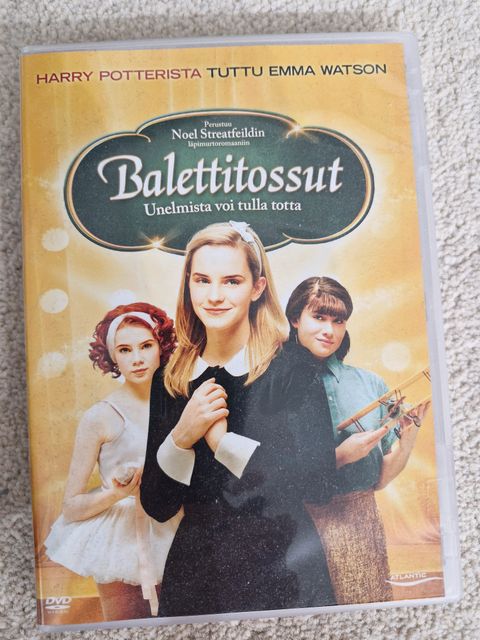 HARRY POTTERISTA TUTTU EMMA WATSON
Perustuu
Noel Streatfeildin
läpimurtoromaaniin
Balettitossut
Unelmista voi tulla totta
DVD
ATLANTIC